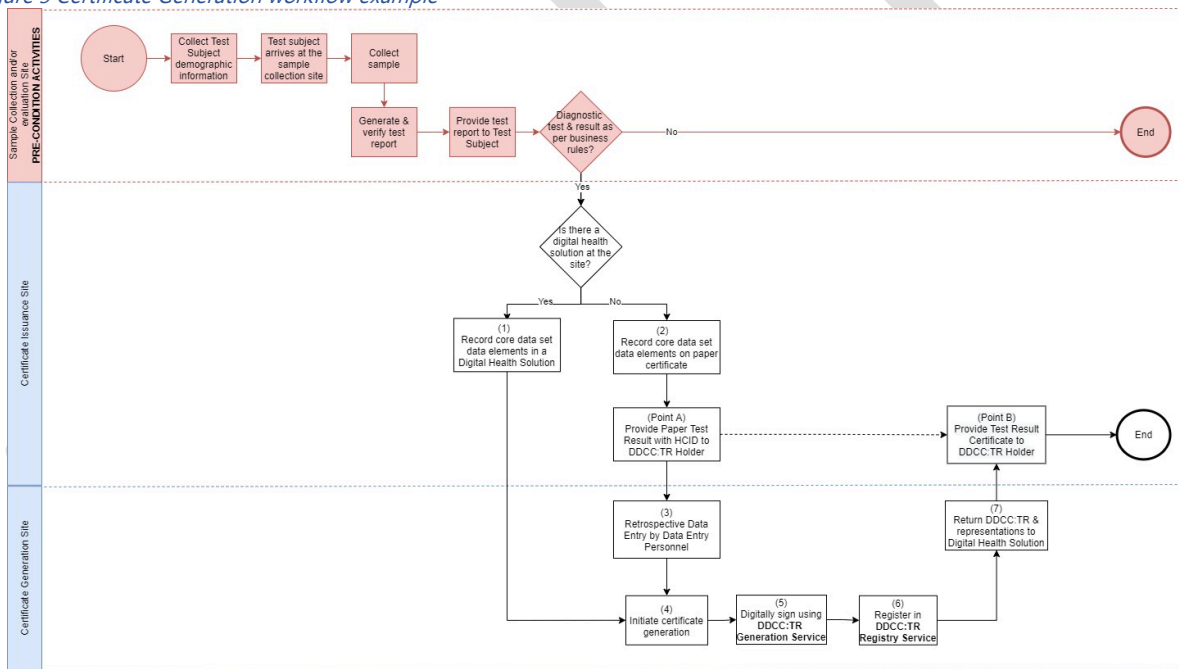 ure 5 Certificate Generation workflow example
Sample Collection and/or
evaluation Site
PRE-CONDITION ACTIVITIES
Start
Collect Test
Subject
demographic
information
Test subject
arrives at the
sample
collection site
Collect
sample
Generate &
verify test
report
Provide test
report to Test
Subject
Diagnostic
test & result as
per business
rules?
No
End
Yes
Certificate Issuance Site
Is there a
digital health
solution at the
site?
Yes
No
(1)
Record core data set
data elements in a
Digital Health Solution
(2)
Record core data set
data elements on paper
certificate
(Point A)
Provide Paper Test
Result with HCID to
DDCC:TR Holder
(Point B)
Provide Test Result
Certificate to
DDCC:TR Holder
End
Certificate Generation Site
(3)
Retrospective Data
Entry by Data Entry
Personnel
(7)
Return DDCC:TR &
representations to
Digital Health Solution
(4)
Initiate certificate
generation
(5)
Digitally sign using
DDCC:TR
Generation Service
(6)
Register in
DDCC:TR
Registry Service